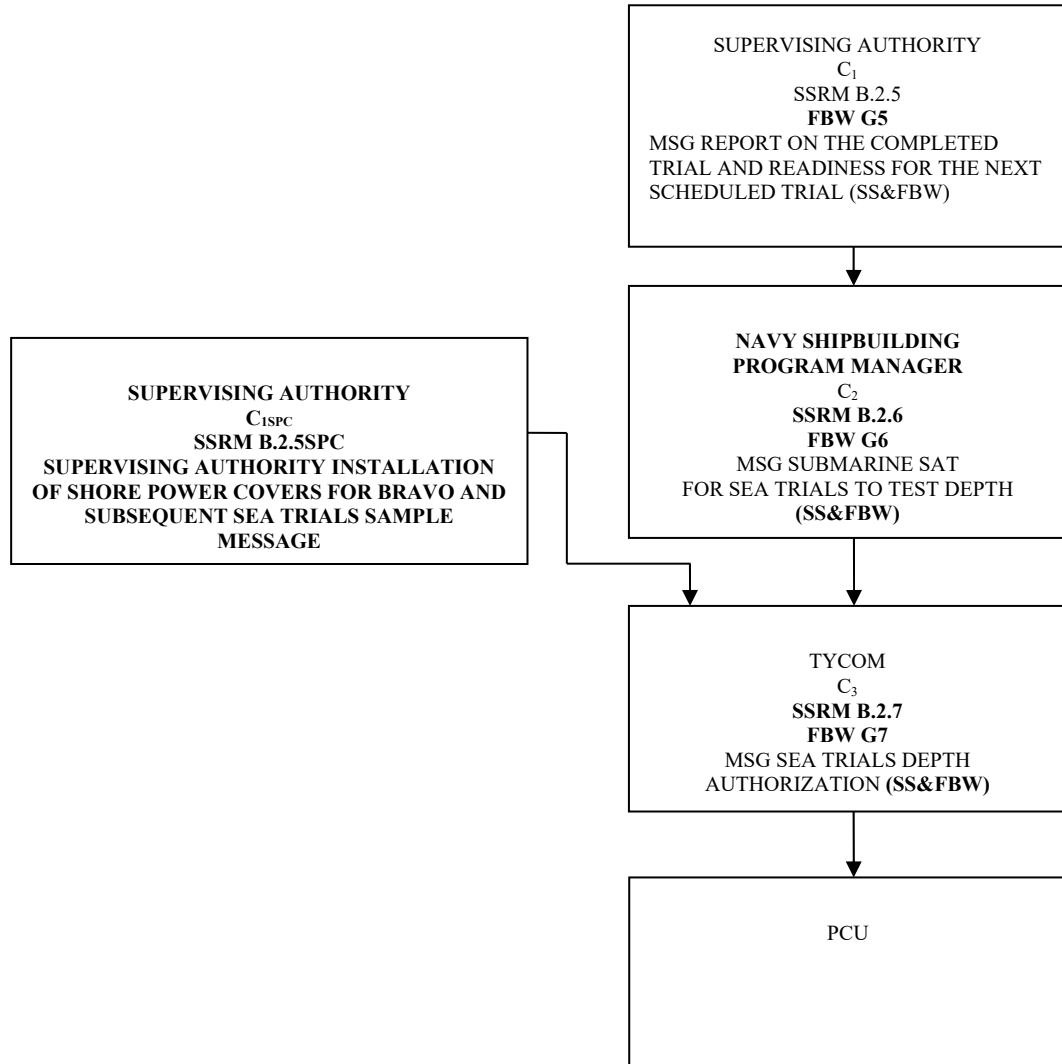 SUPERVISING AUTHORITY
C₁
SSRM B.2.5
FBW G5
MSG REPORT ON THE COMPLETED
TRIAL AND READINESS FOR THE NEXT
SCHEDULED TRIAL (SS&FBW)
NAVY SHIPBUILDING
PROGRAM MANAGER
C₂
SSRM B.2.6
FBW G6
MSG SUBMARINE SAT
FOR SEA TRIALS TO TEST DEPTH
(SS&FBW)
SUPERVISING AUTHORITY
C1SPC
SSRM B.2.5SPC
SUPERVISING AUTHORITY INSTALLATION
OF SHORE POWER COVERS FOR BRAVO AND
SUBSEQUENT SEA TRIALS SAMPLE
MESSAGE
TYCOM
C₃
SSRM B.2.7
FBW G7
MSG SEA TRIALS DEPTH
AUTHORIZATION (SS&FBW)
PCU